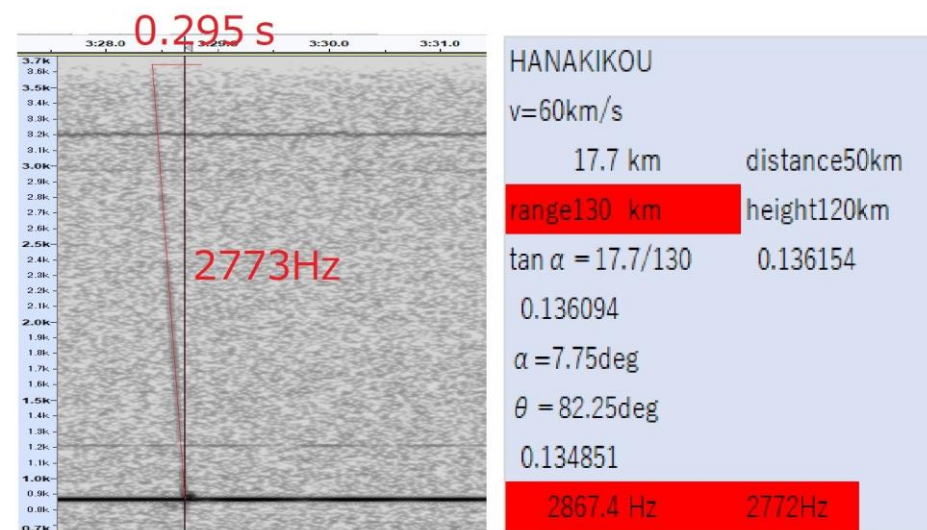 0.295 s
3:28.0 3:29.0 3:30.0 3:31.0
3.7k
3.6k
3.5k
3.4k
3.3k
3.2k
3.1k
3.0k
2.9k
2.8k
2.7k
2.6k
2.5k
2.4k
2.3k
2.2k
2.1k
2.0k
1.9k
1.8k
1.7k
1.6k
1.5k
1.4k
1.3k
1.2k
1.1k
1.0k
0.9k
0.8k
0.7k
2773Hz
HANAKIKOU
v=60km/s
17.7 km distance50km
range130 km height120km
tan α = 17.7/130 0.136154
0.136094
α=7.75deg
θ = 82.25deg
0.134851
2867.4 Hz 2772Hz